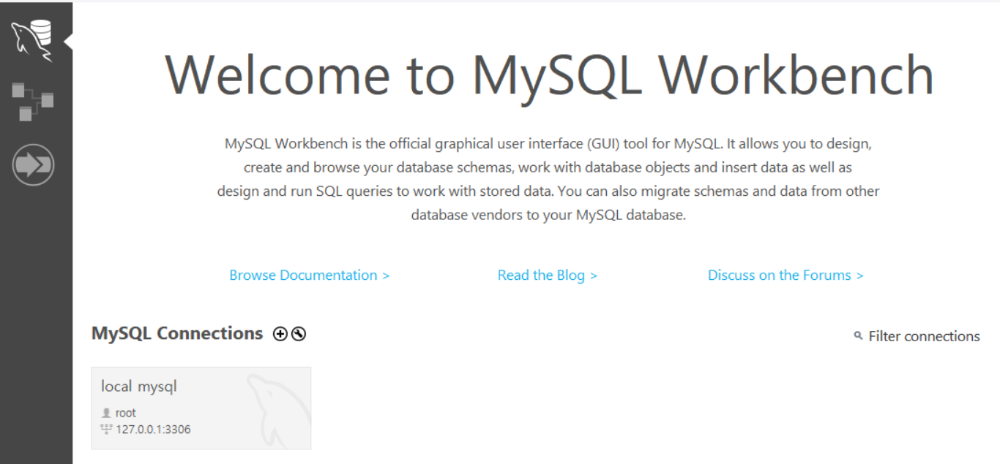 Welcome to MySQL Workbench
MySQL Workbench is the official graphical user interface (GUI) tool for MySQL. It allows you to design,
create and browse your database schemas, work with database objects and insert data as well as
design and run SQL queries to work with stored data. You can also migrate schemas and data from other
database vendors to your MySQL database.
Browse Documentation >
Read the Blog >
Discuss on the Forums >
MySQL Connections
Filter connections
local mysql
root
127.0.0.1:3306